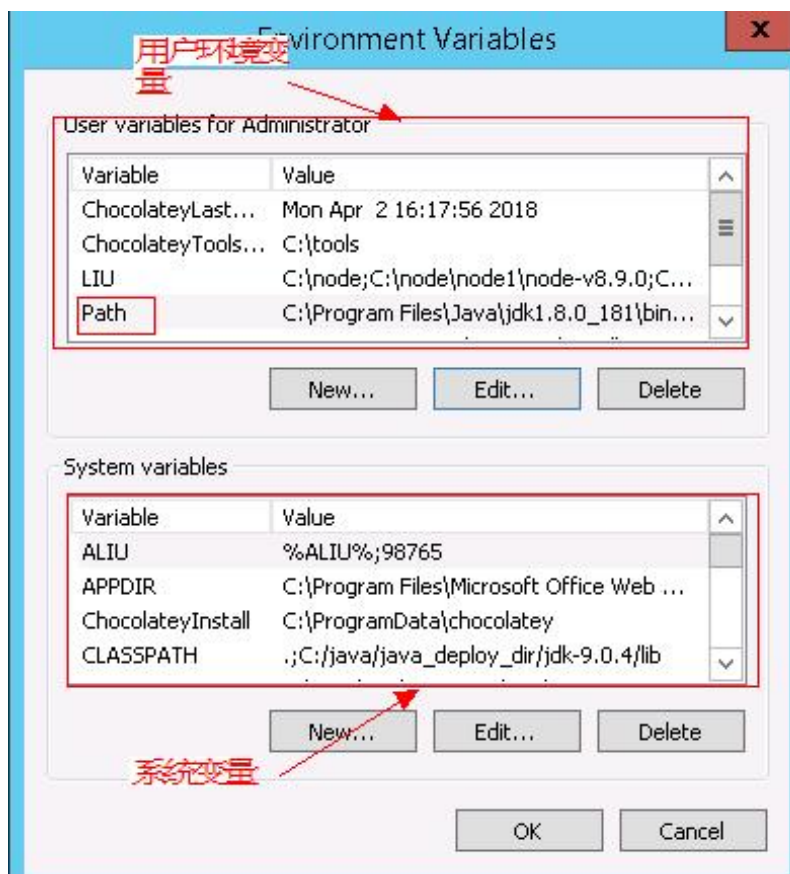 Environment Variables
x
用户环境变
量
User variables for Administrator
Variable Value
ChocolateyLast... Mon Apr 2 16:17:56 2018
ChocolateyTools... C:\tools
LIU C:\node;C:\node\node1\node-v8.9.0;C...
Path C:\Program Files\Java\jdk1.8.0_181\bin...
New... Edit... Delete
System variables
Variable Value
ALIU %ALIU%;98765
APPDIR C:\Program Files\Microsoft Office Web ...
ChocolateyInstall C:\ProgramData\chocolatey
CLASSPATH .;C:/java/java_deploy_dir/jdk-9.0.4/lib
New... Edit... Delete
系统变量
OK Cancel